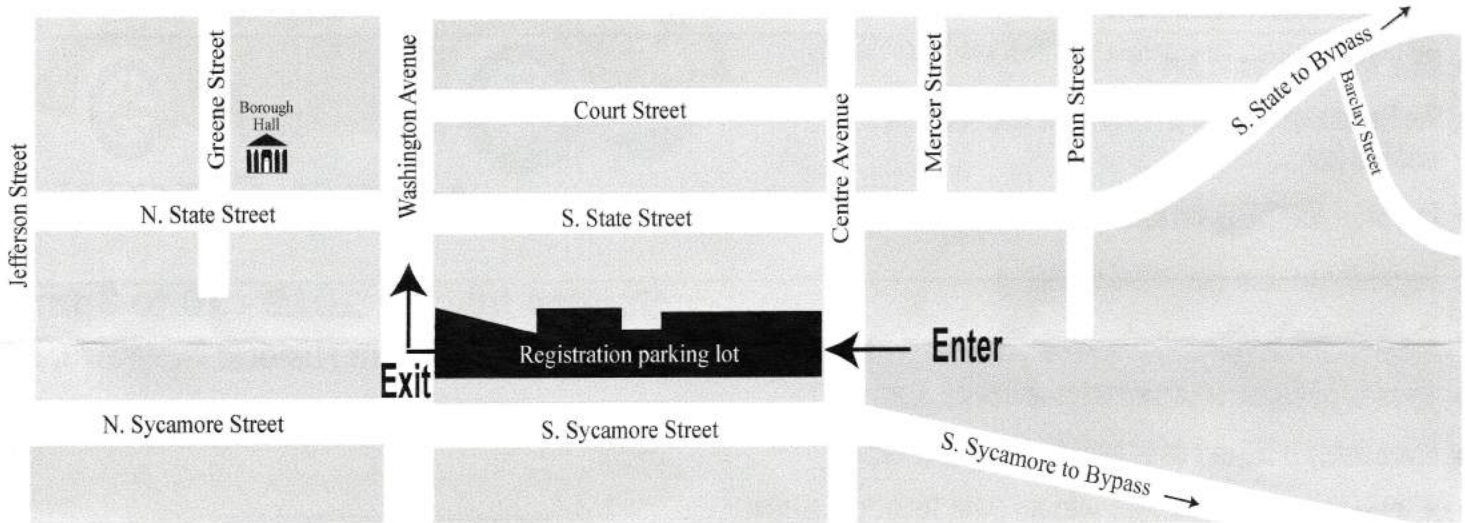 Jefferson Street
Greene Street
Borough
Hall
Washington Avenue
Court Street
Centre Avenue
Mercer Street
Penn Street
S. State to Bypass
Barclay Street
N. State Street
S. State Street
Exit
Registration parking lot
Enter
N. Sycamore Street
S. Sycamore Street
S. Sycamore to Bypass